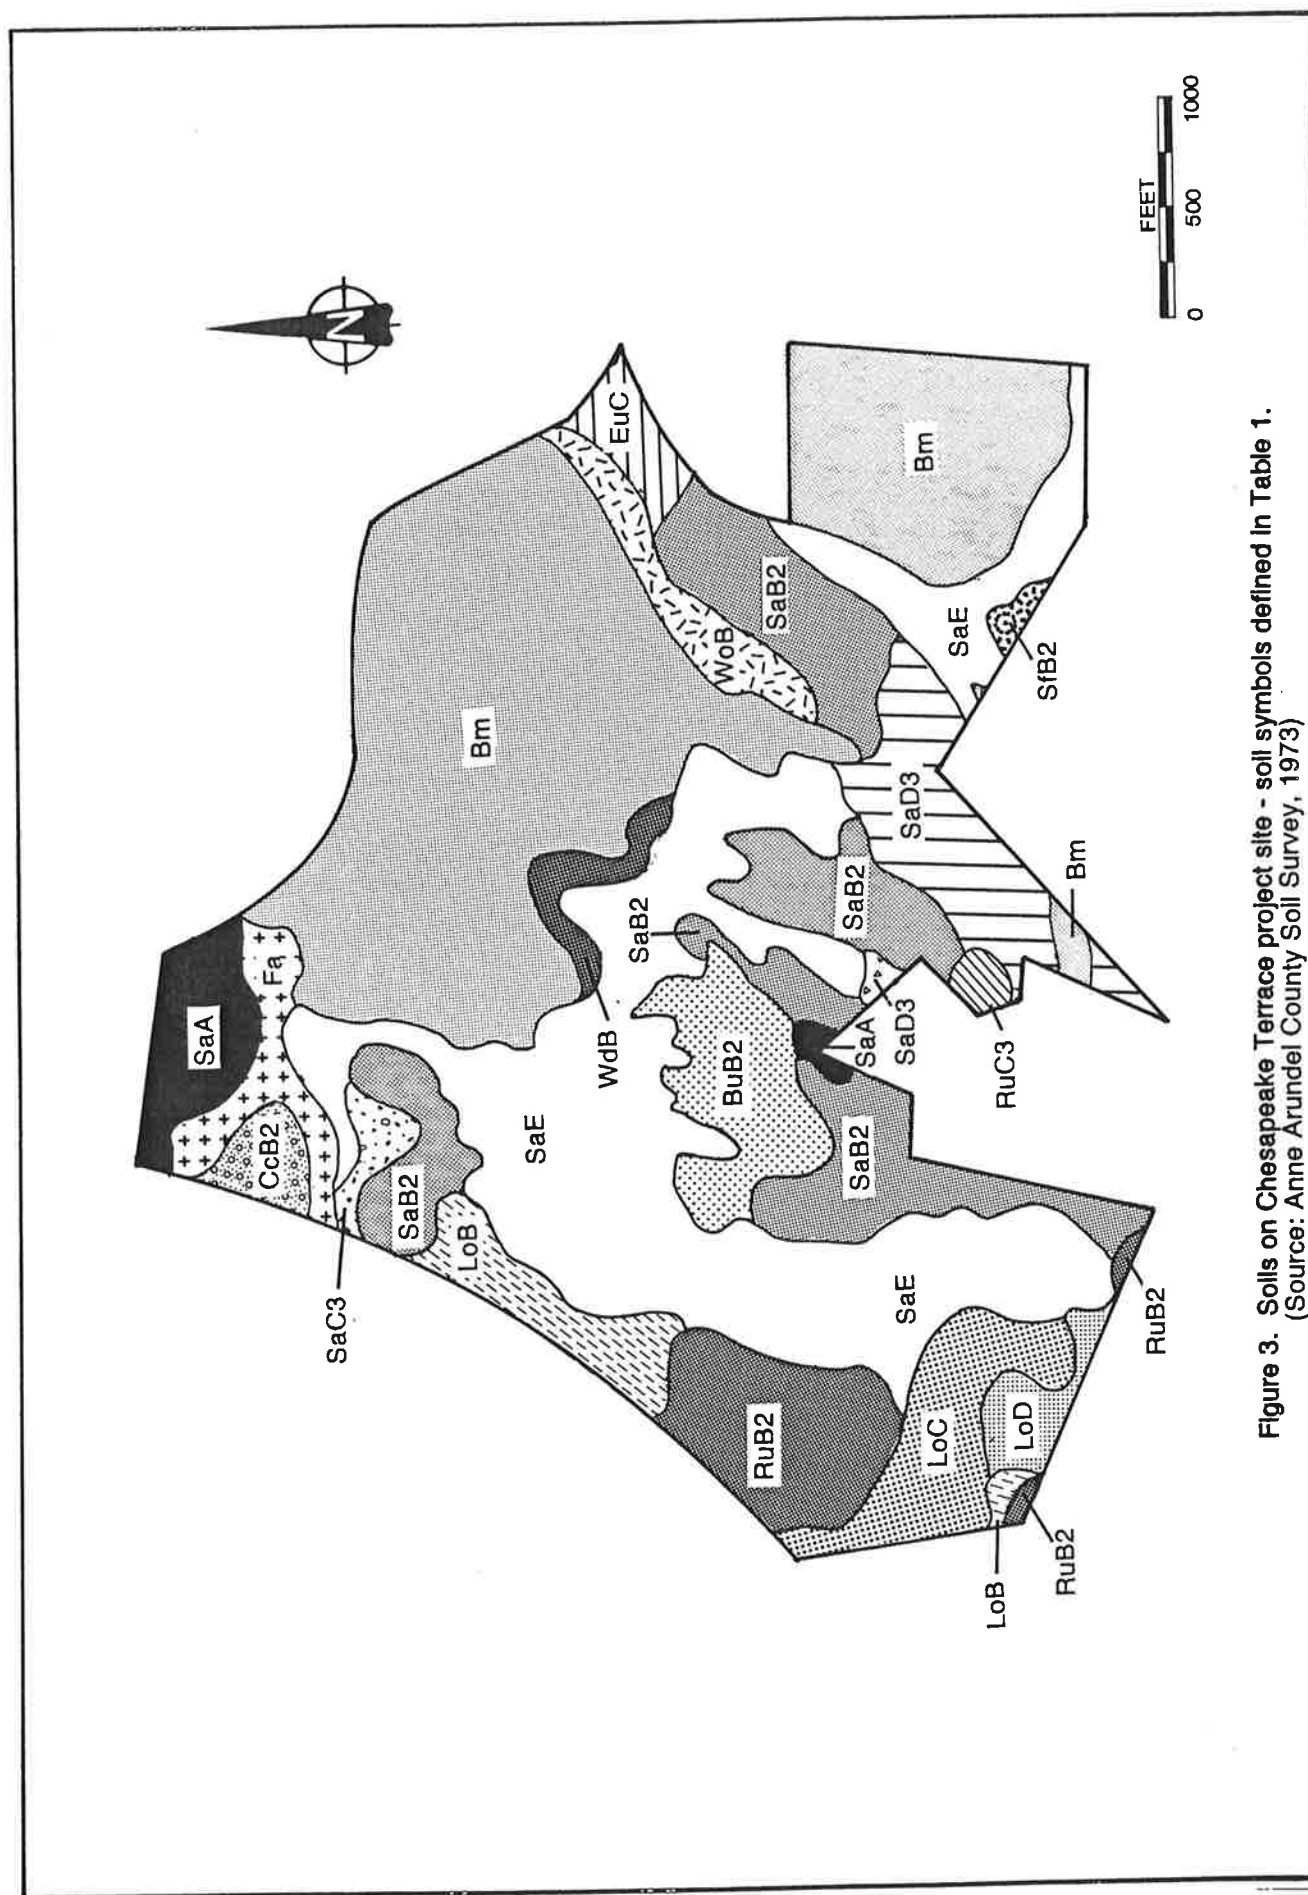 SaA
CcB2
Fa
SaC3
N
SaB2
LoB
Bm
SaE
WdB
EuC
SaB2
WoB
BuB2
RuB2
SaB2
SaB2
SaB2
SaA
SaE
SaD3
SaD3
Bm
LoC
SaE
LoB
RuC3
LoD
SfB2
RuB2
Bm
RuB2
FEET
0 500 1000
Figure 3. Soils on Chesapeake Terrace project site - soil symbols defined in Table 1.
(Source: Anne Arundel County Soil Survey, 1973)